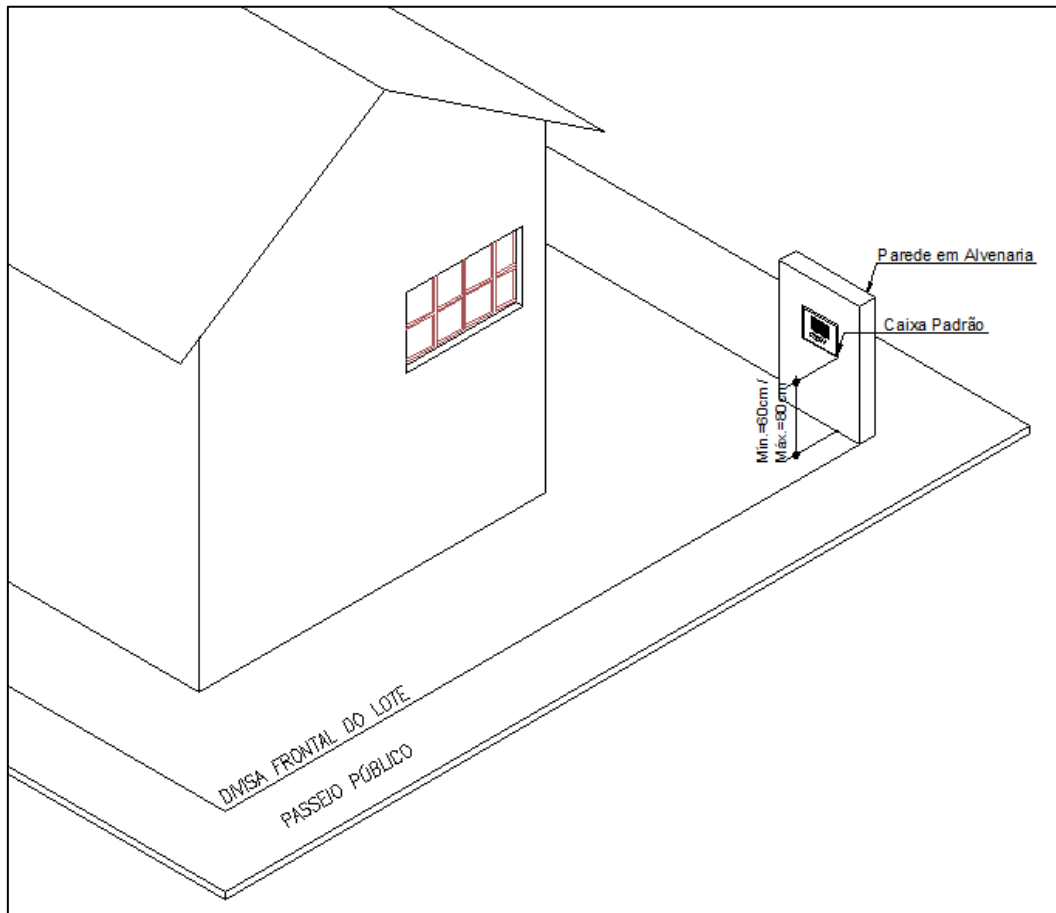 Parede em Alvenaria
Caixa Padrão
Mín.=60cm /
Máx.=80cm
DIVISA FRONTAL DO LOTE
PASSEIO PÚBLICO